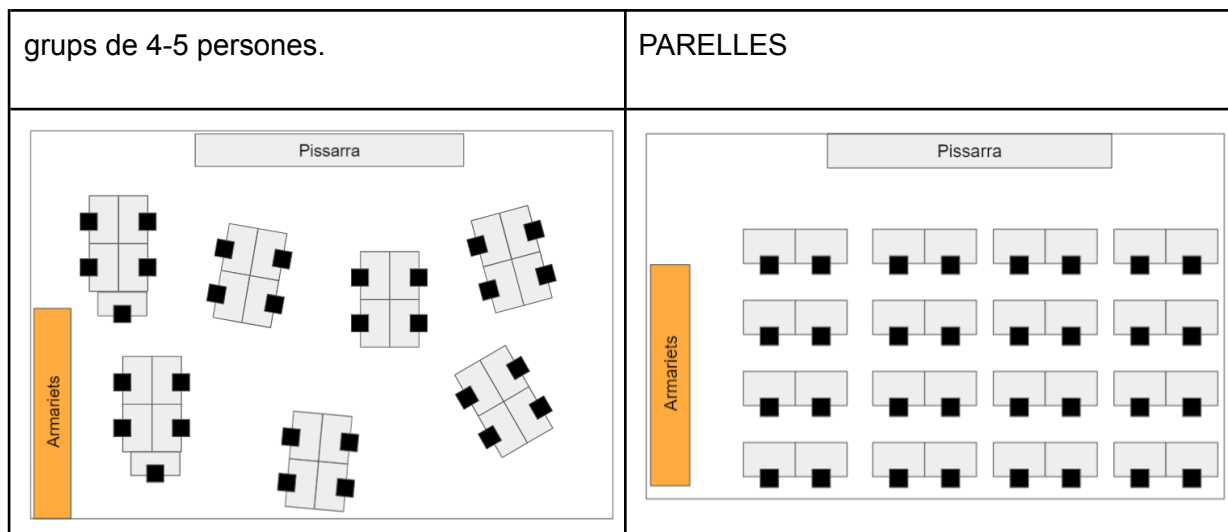 grups de 4-5 persones.
PARELLES
Pissarra
Armariets
Pissarra
Armariets